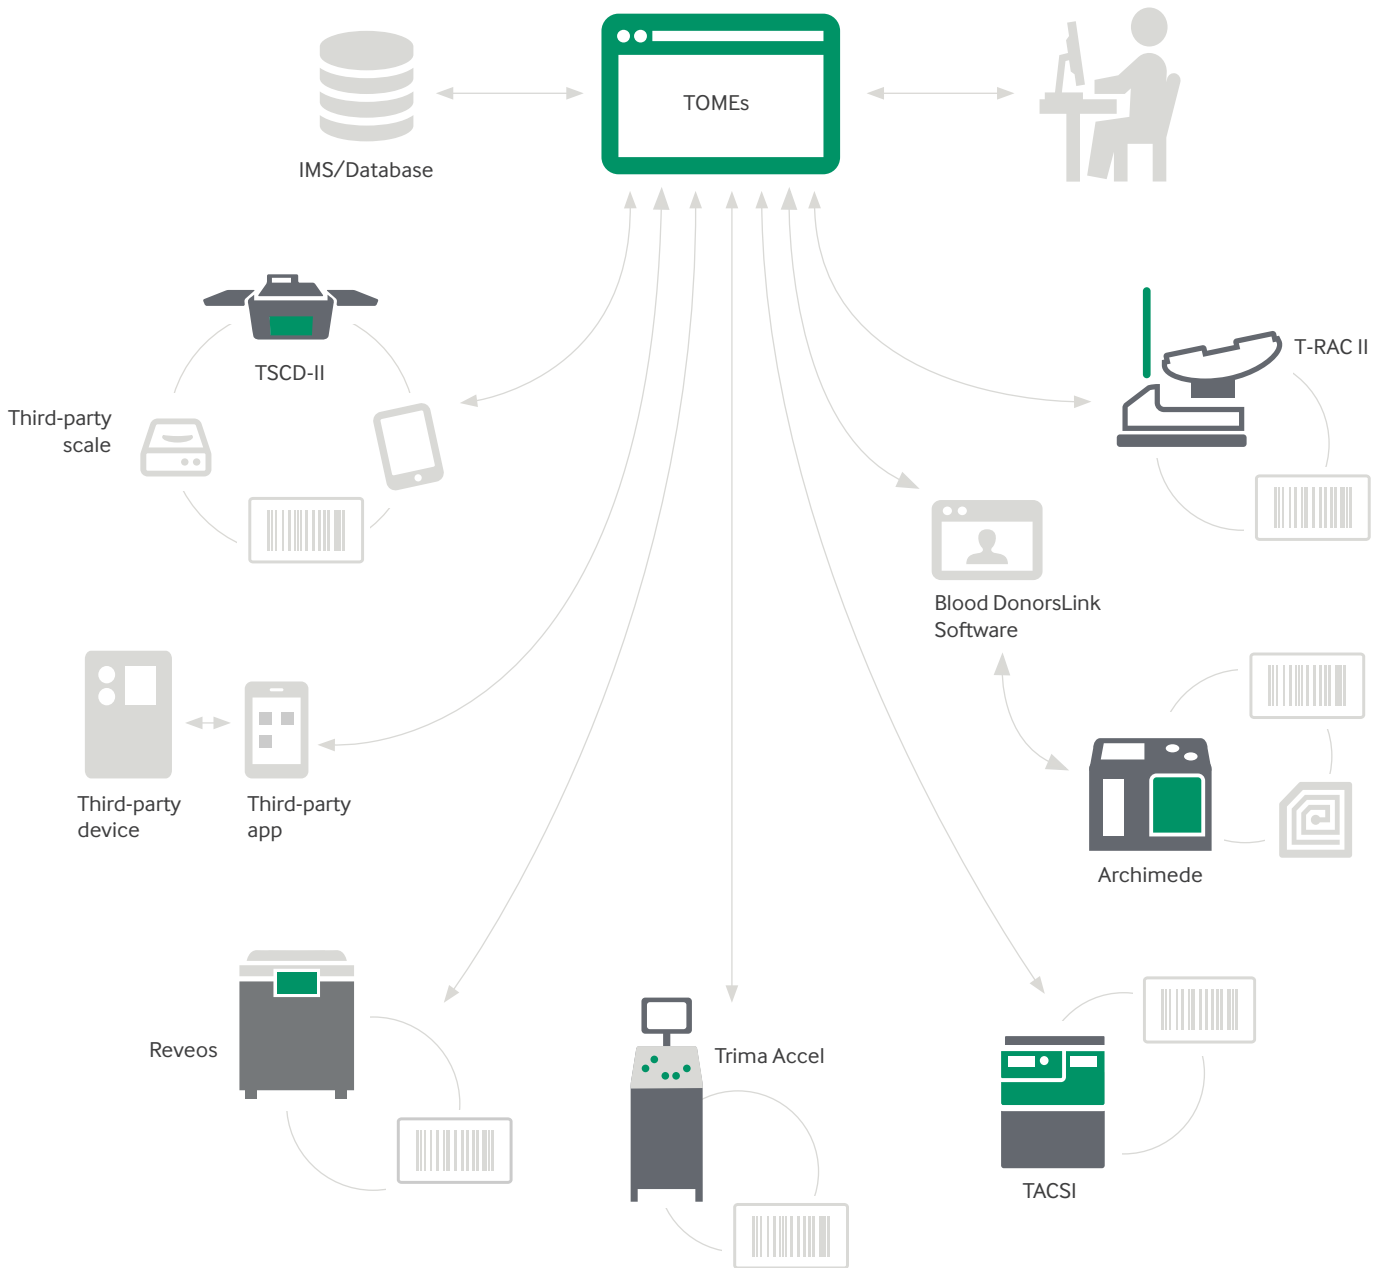 TOMEs
IMS/Database
TSCD-II
T-RAC II
Third-party
scale
Blood DonorsLink
Software
Third-party
device
Third-party
app
Archimede
Reveos
Trima Accel
TACSI